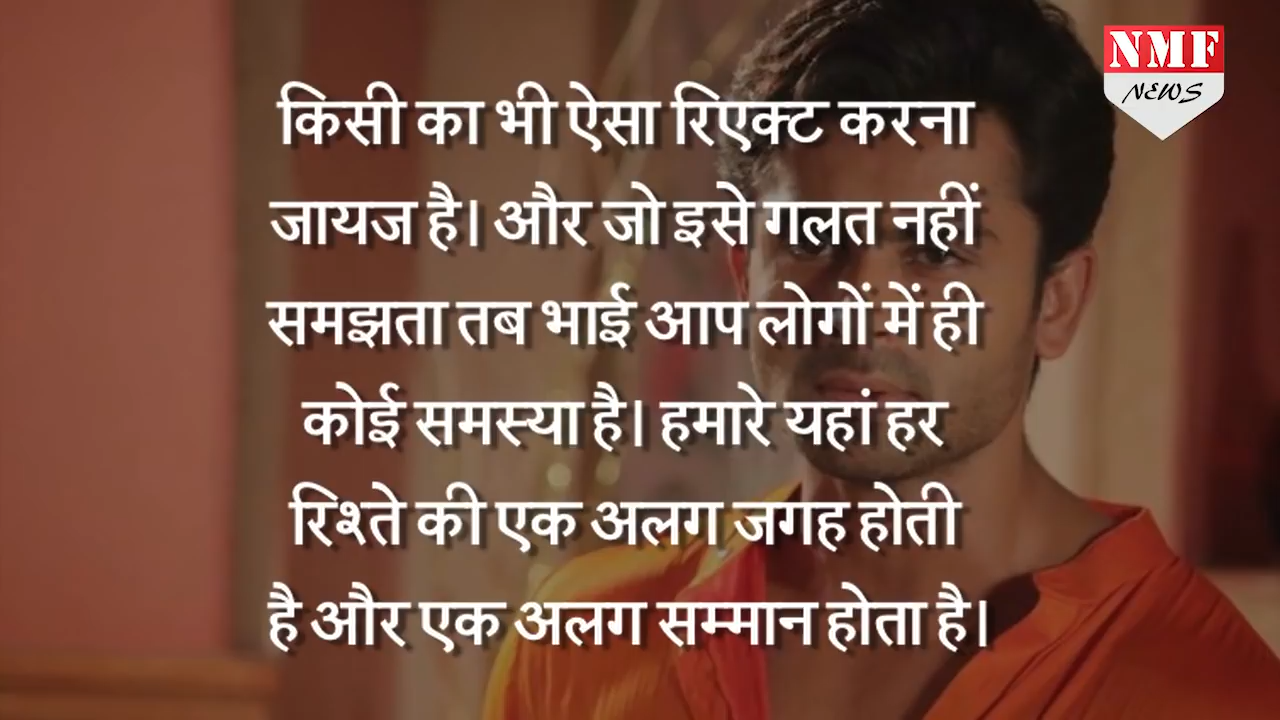 NMF
NEWS
किसी का भी ऐसा रिएक्ट करना
जायज है। और जो इसे गलत नहीं
समझता तब भाई आप लोगों में ही
कोई समस्या है। हमारे यहां हर
रिश्ते की एक अलग जगह होती
है और एक अलग सम्मान होता है।